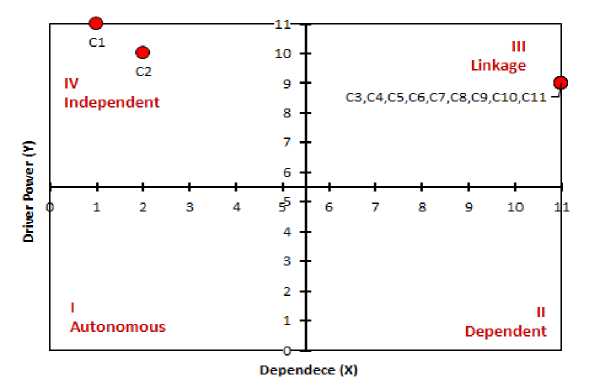 11
C1
III
10
Linkage
C2
IV
9
Independent
C3,C4,C5,C6,C7,C8,C9,C10,C11
8
7
6
Driver Power (Y)
0 1 2 3 4 5 6 7 8 9 10 11
4
3
2
I
II
1
Autonomous
Dependent
0
Dependece (X)